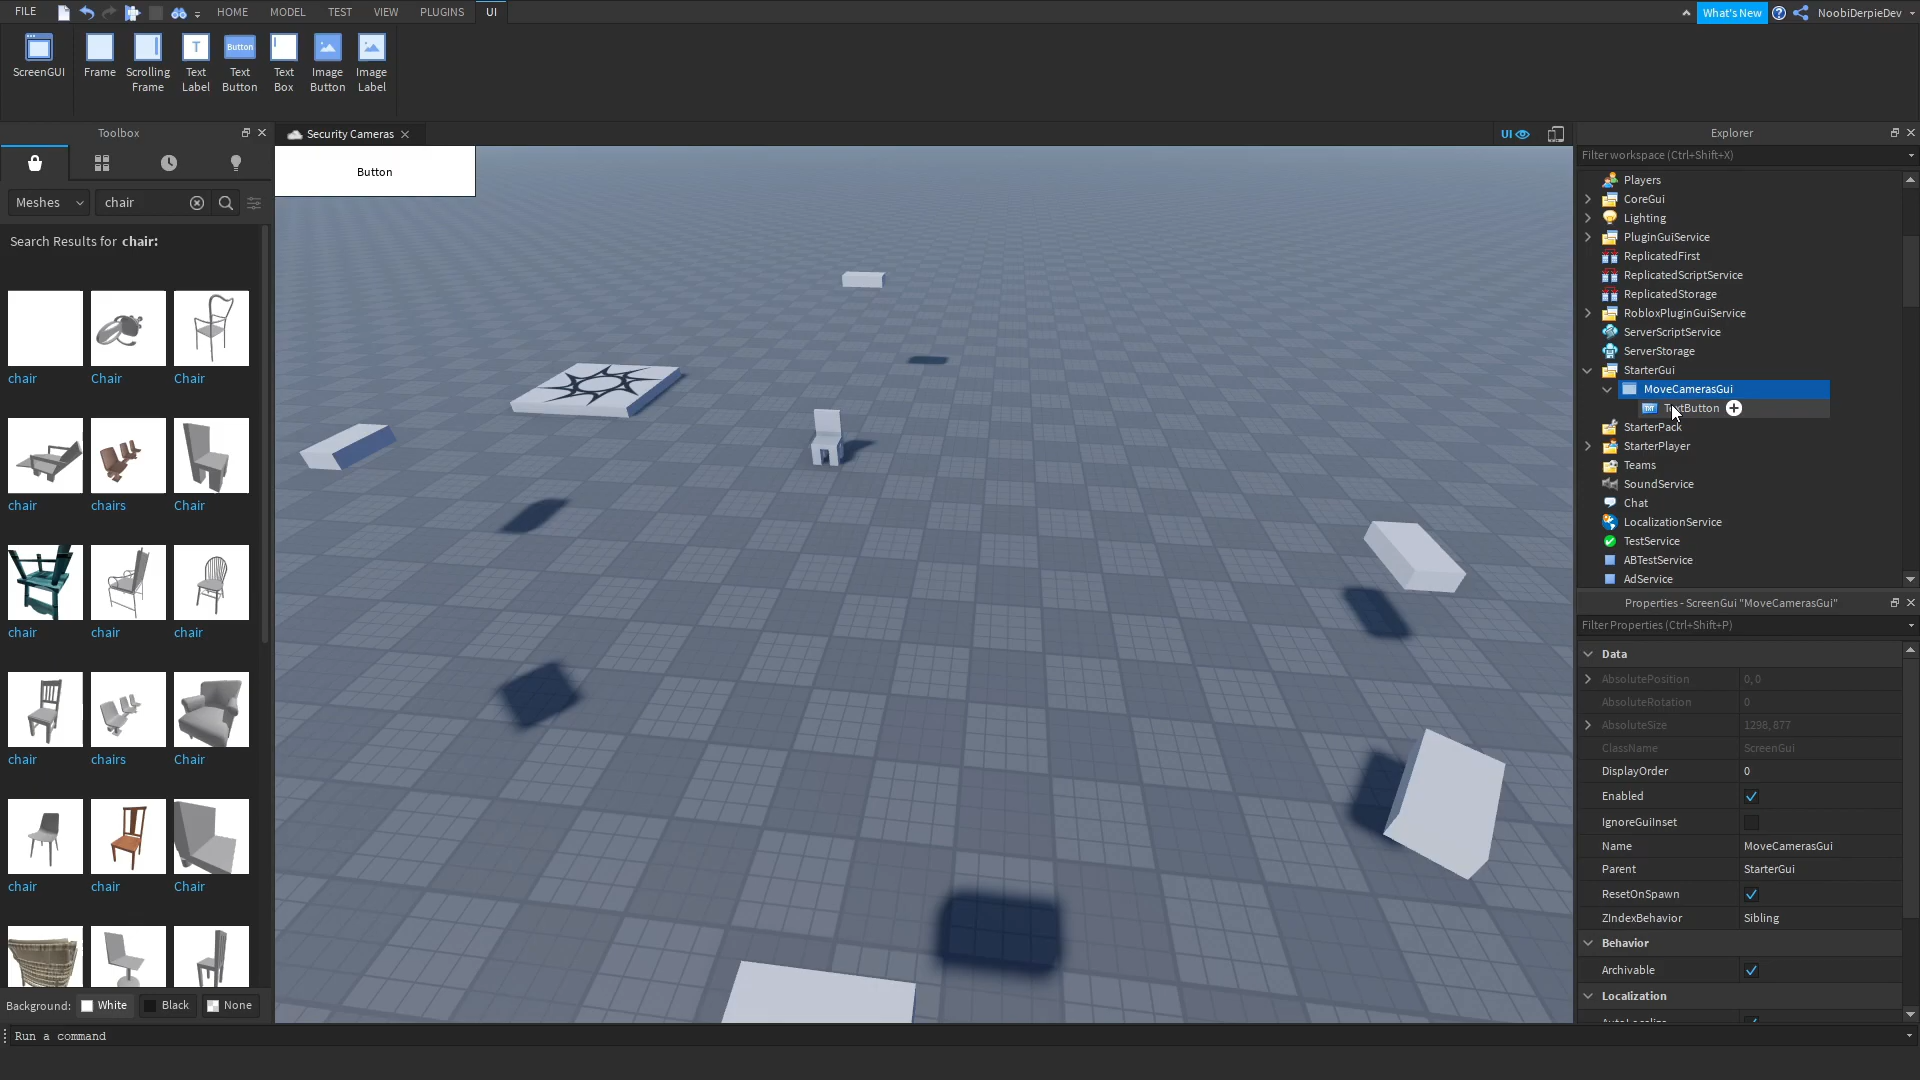 FILE
HOME
MODEL
TEST
VIEW
PLUGINS
UI
What's New
NoobiDerpieDev
ScreenGUI
Frame
Scrolling
Frame
T
Text
Label
Button
Text
Button
Text
Box
Image
Button
Image
Label
Toolbox
Meshes
chair
Search Results for chair:
chair
Chair
Chair
chair
chairs
Chair
chair
chair
chair
chair
chairs
Chair
chair
chair
Chair
Background:
White
Black
None
Security Cameras
UI
Button
Explorer
Filter workspace (Ctrl+Shift+X)
Players
CoreGui
Lighting
PluginGuiService
ReplicatedFirst
ReplicatedScriptService
ReplicatedStorage
RobloxPluginGuiService
ServerScriptService
ServerStorage
StarterGui
MoveCamerasGui
StarterPack
StarterPlayer
Teams
SoundService
Chat
LocalizationService
TestService
ABTestService
AdService
Properties - ScreenGui "MoveCamerasGui"
Filter Properties (Ctrl+Shift+P)
Data
AbsolutePosition 0, 0
AbsoluteRotation 0
AbsoluteSize 1298, 877
ClassName ScreenGui
DisplayOrder 0
Enabled
IgnoreGuiInset
Name MoveCamerasGui
Parent StarterGui
ResetOnSpawn
ZIndexBehavior Sibling
Behavior
Archivable
Localization
Run a command